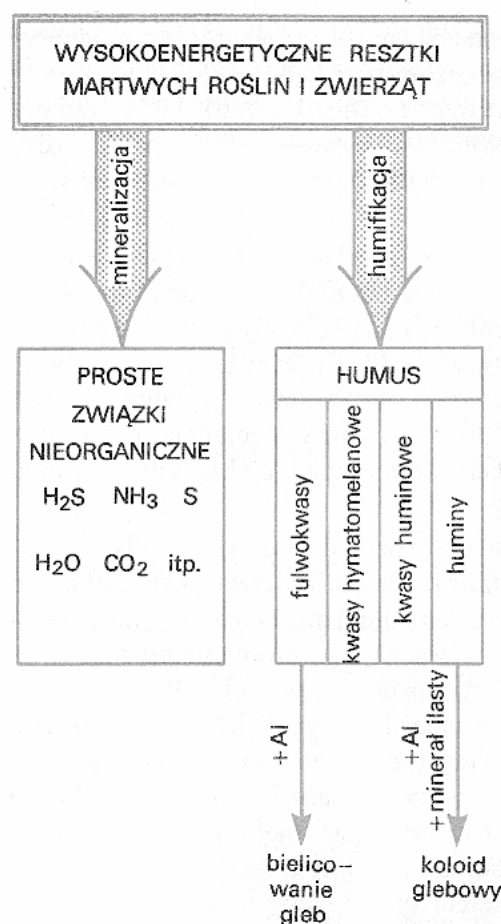 WYSOKOENERGETYCZNE RESZTKI
MARTWYCH ROŚLIN I ZWIERZĄT
mineralizacja
humifikacja
PROSTE
ZWIĄZKI
NIEORGANICZNE
H₂S NH₃ S
H₂O CO₂ itp.
HUMUS
fulwokwasy
kwasy hymatomelanowe
kwasy huminowe
huminy
+Al
+Al
+minerał ilasty
bielico-
wanie
gleb
koloid
glebowy